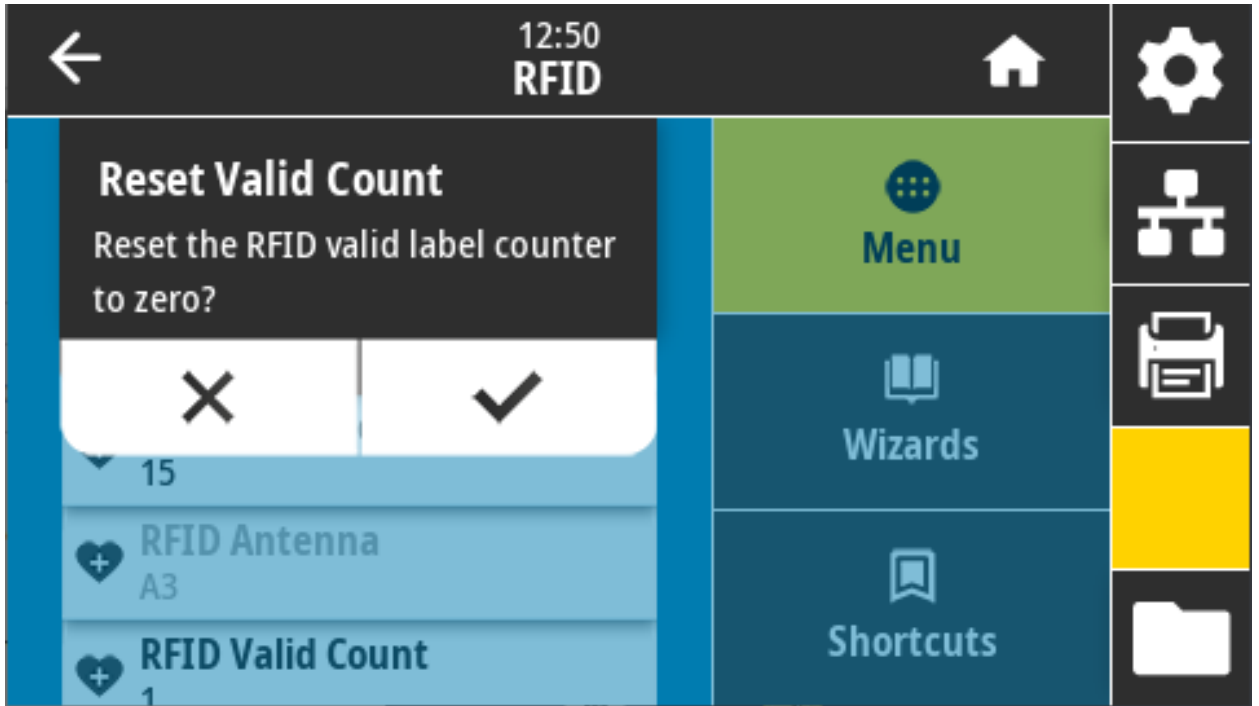 12:50
RFID
Reset Valid Count
Reset the RFID valid label counter
to zero?
15
RFID Antenna
A3
RFID Valid Count
1
Menu
Wizards
Shortcuts